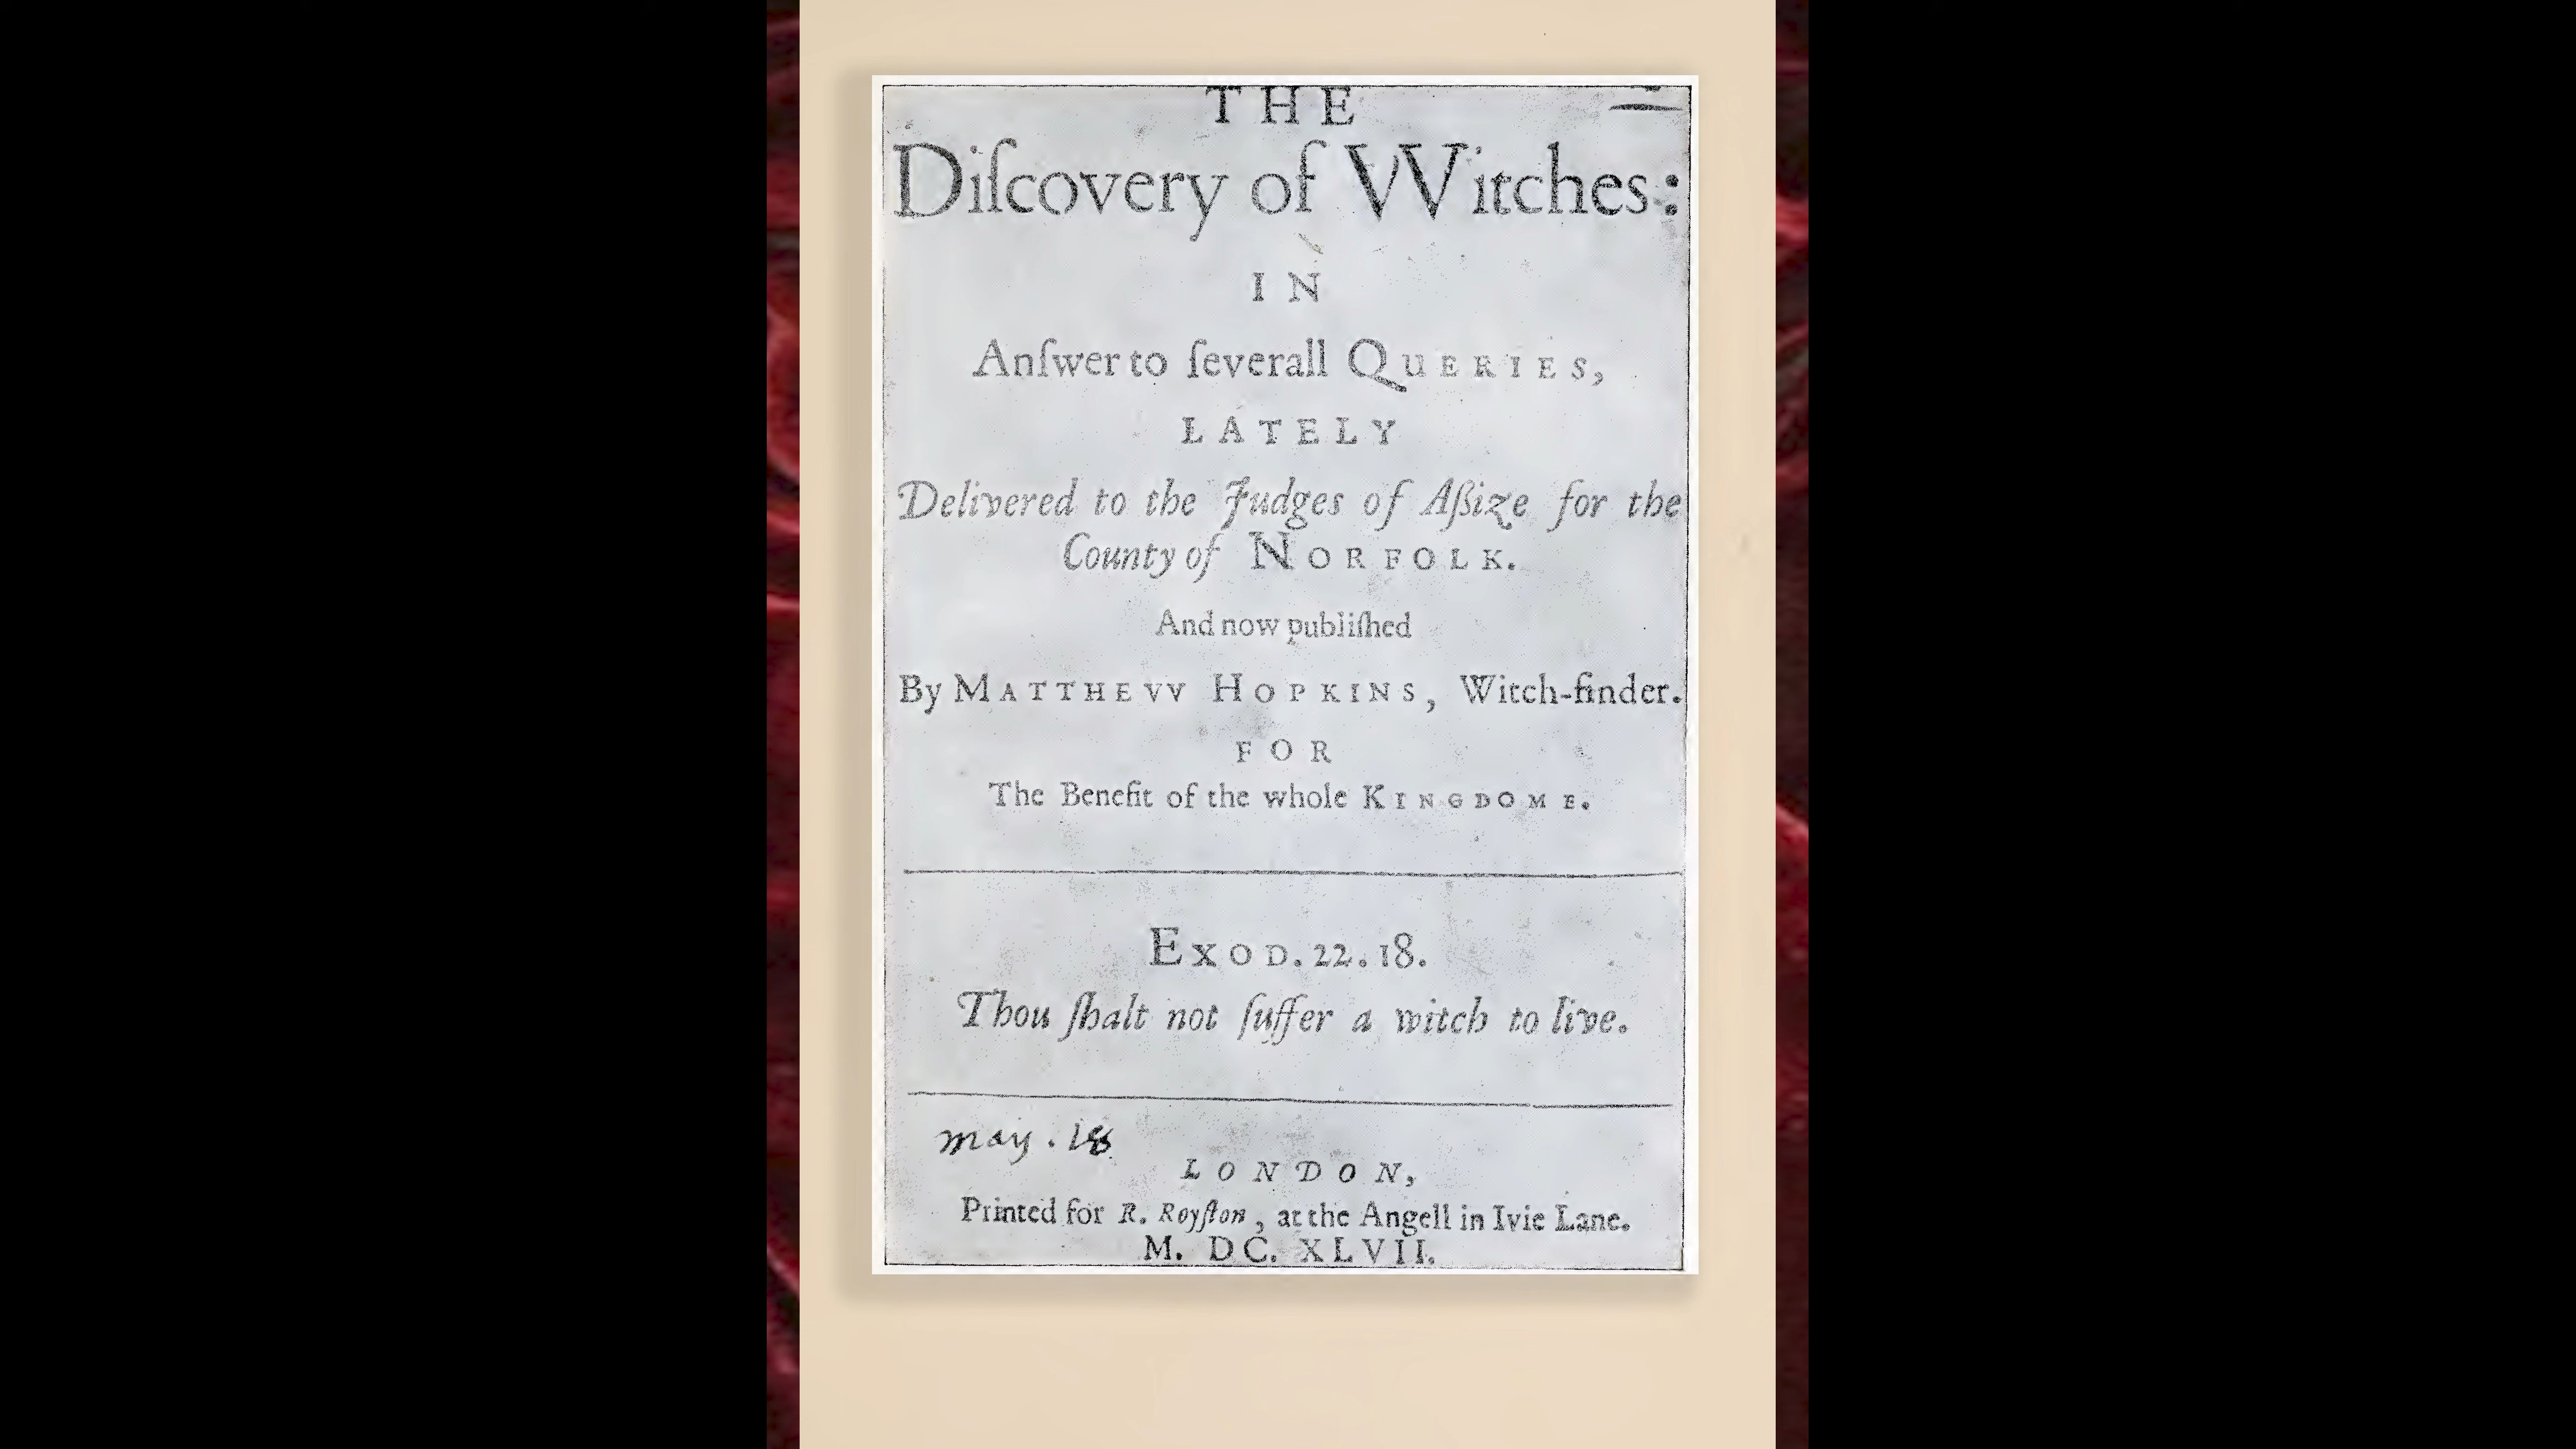 THE
Diſcovery of VVitches:
IN
Anſwer to ſeverall QUERIES,
LATELY
Delivered to the Judges of Aſsize for the
County of NORFOLK.
And now publiſhed
By MATTHEVV HOPKINS, Witch-finder.
FOR
The Benefit of the whole KINGDOME.
EXOD. 22. 18.
Thou ſhalt not ſuffer a witch to live.
may. 18
LONDON,
Printed for R. Royſton, at the Angell in Ivie Lane.
M. DC. XLVII.